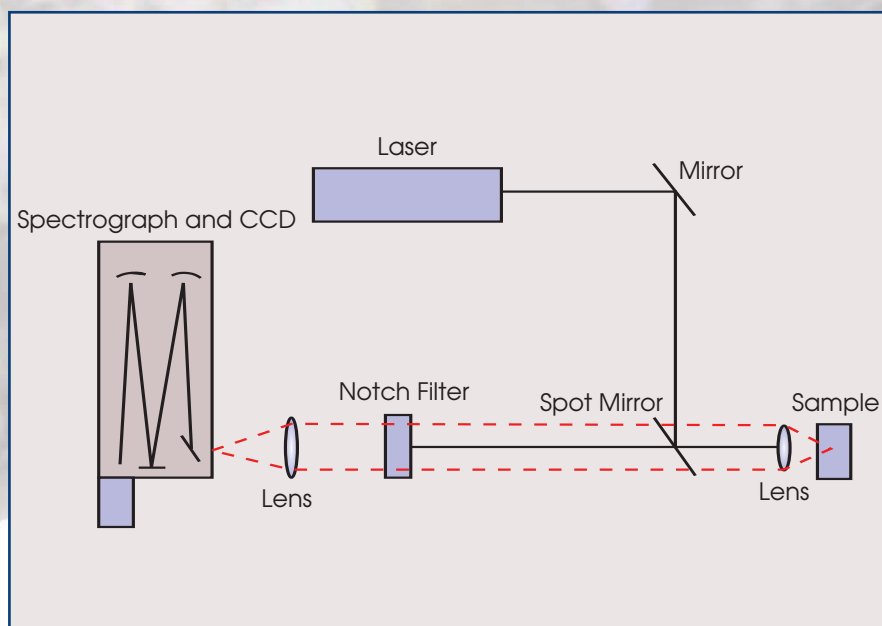 Laser
Mirror
Spectrograph and CCD
Notch Filter
Spot Mirror
Sample
Lens
Lens